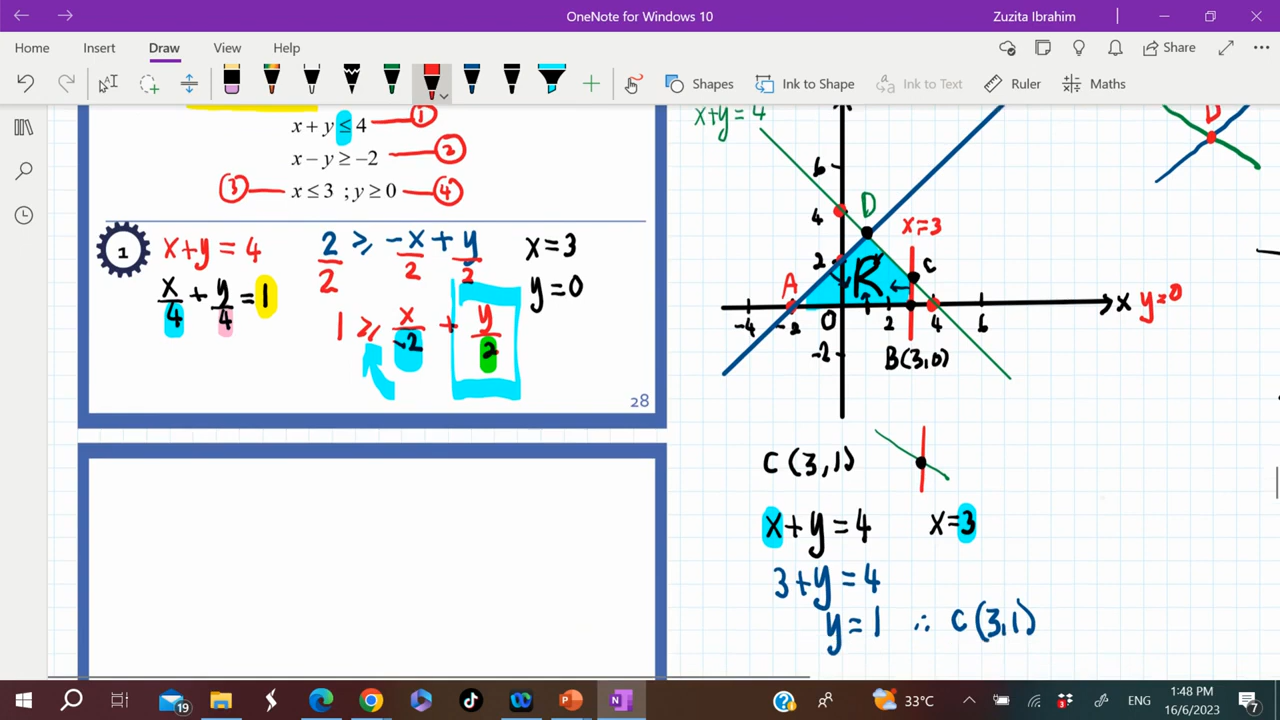 OneNote for Windows 10
Zuzita Ibrahim
Home Insert Draw View Help
Share
Shapes Ink to Shape Ink to Text Ruler Maths
x + y ≤ 4 ①
x − y ≥ −2 ②
③ x ≤ 3 ; y ≥ 0 ④
1
x+y = 4
x/4 + y/4 = 1
2/2 ≥ -x/2 + y/2
1 ≥ x/-2 + y/2
x=3
y=0
28
x+y = 4
6
4
D
x=3
2
R
C
A
x y=0
-4 -2 0 2 4 6
-2
B(3,0)
D
C (3,1)
x+y = 4 x=3
3+y = 4
y = 1 ∴ C(3,1)
19
33°C
ENG
1:48 PM
16/6/2023
7